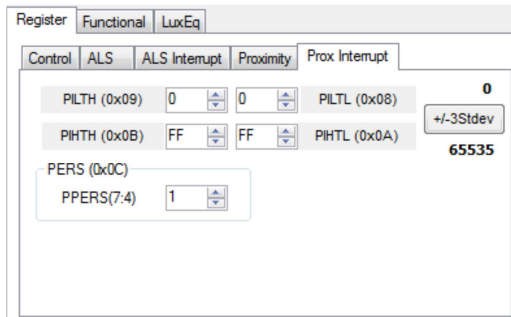 Register Functional LuxEq
Control ALS ALS Interrupt Proximity Prox Interrupt
PILTH (0x09) 0 0 PILTL (0x08) 0
+/-3Stdev
PIHTH (0x0B) FF FF PIHTL (0x0A) 65535
PERS (0x0C)
PPERS(7:4) 1